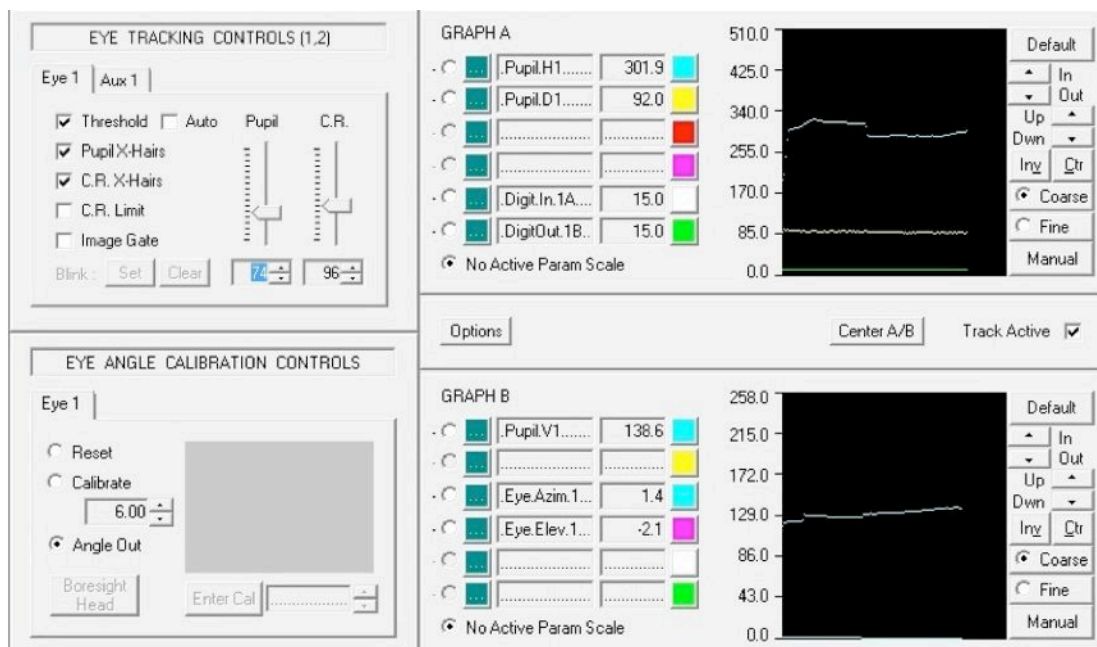 EYE TRACKING CONTROLS (1,2)
Eye 1
Aux 1
Threshold
Auto
Pupil
C.R.
Pupil X-Hairs
C.R. X-Hairs
C.R. Limit
Image Gate
Blink :
Set
Clear
74
96
EYE ANGLE CALIBRATION CONTROLS
Eye 1
Reset
Calibrate
6.00
Angle Out
Boresight
Head
Enter Cal
GRAPH A
.Pupil.H1....... 301.9
.Pupil.D1....... 92.0
.Digit.In.1A.... 15.0
.DigitOut.1B.. 15.0
No Active Param Scale
510.0
425.0
340.0
255.0
170.0
85.0
0.0
Default
In
Out
Up
Dwn
Inv
Ctr
Coarse
Fine
Manual
Options
Center A/B
Track Active
GRAPH B
.Pupil.V1....... 138.6
.Eye.Azim.1... 1.4
.Eye.Elev.1... -2.1
No Active Param Scale
258.0
215.0
172.0
129.0
86.0
43.0
0.0
Default
In
Out
Up
Dwn
Inv
Ctr
Coarse
Fine
Manual